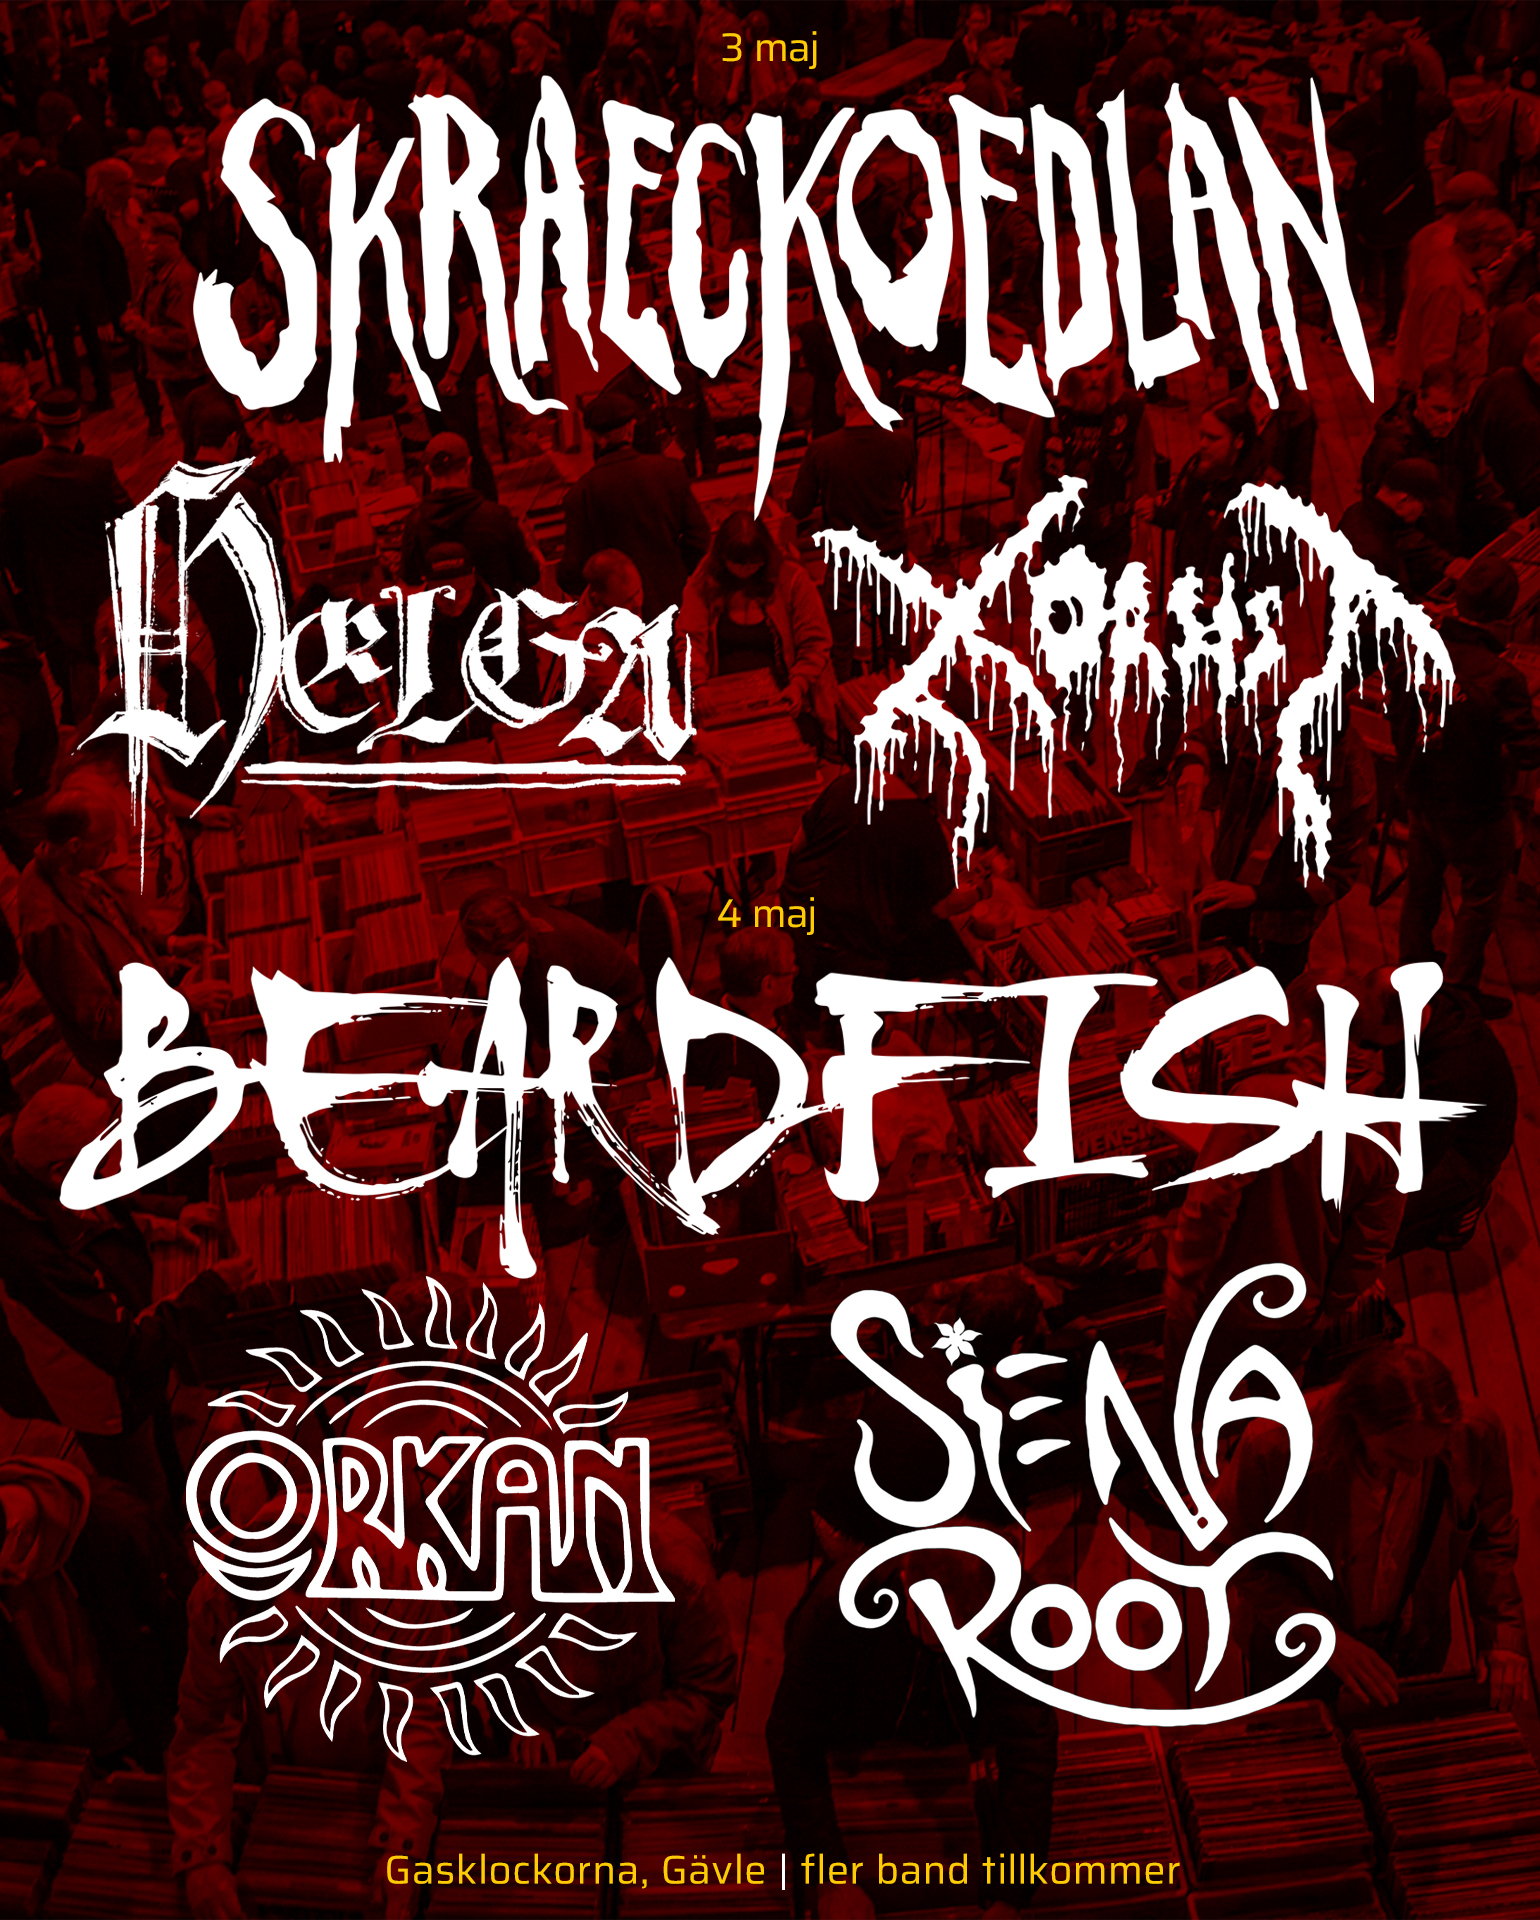 3 maj
SKRAECKOEDLAN
HELGA
4 maj
BEARDFISH
ORKAN
SIENA
ROOT
Gasklockorna, Gävle | fler band tillkommer